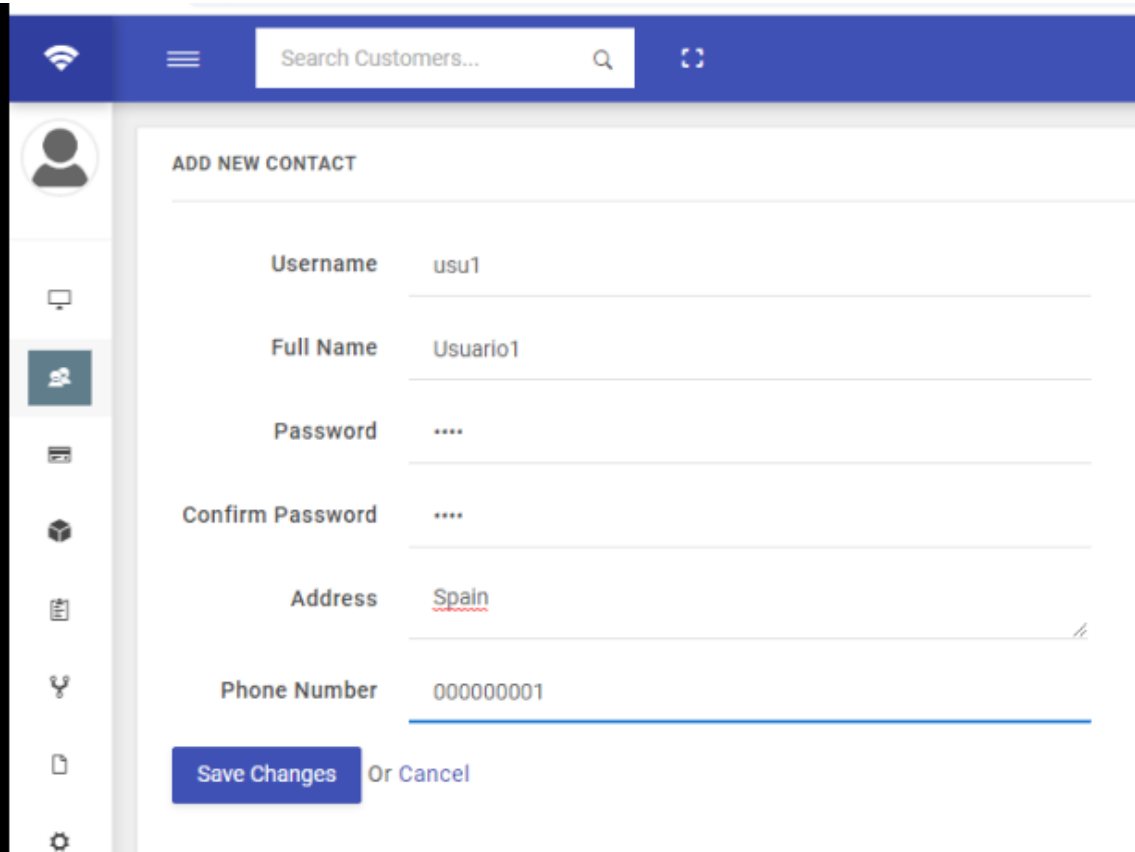 Search Customers...
ADD NEW CONTACT
Username usu1
Full Name Usuario1
Password ••••
Confirm Password ••••
Address Spain
Phone Number 000000001
Save Changes Or Cancel